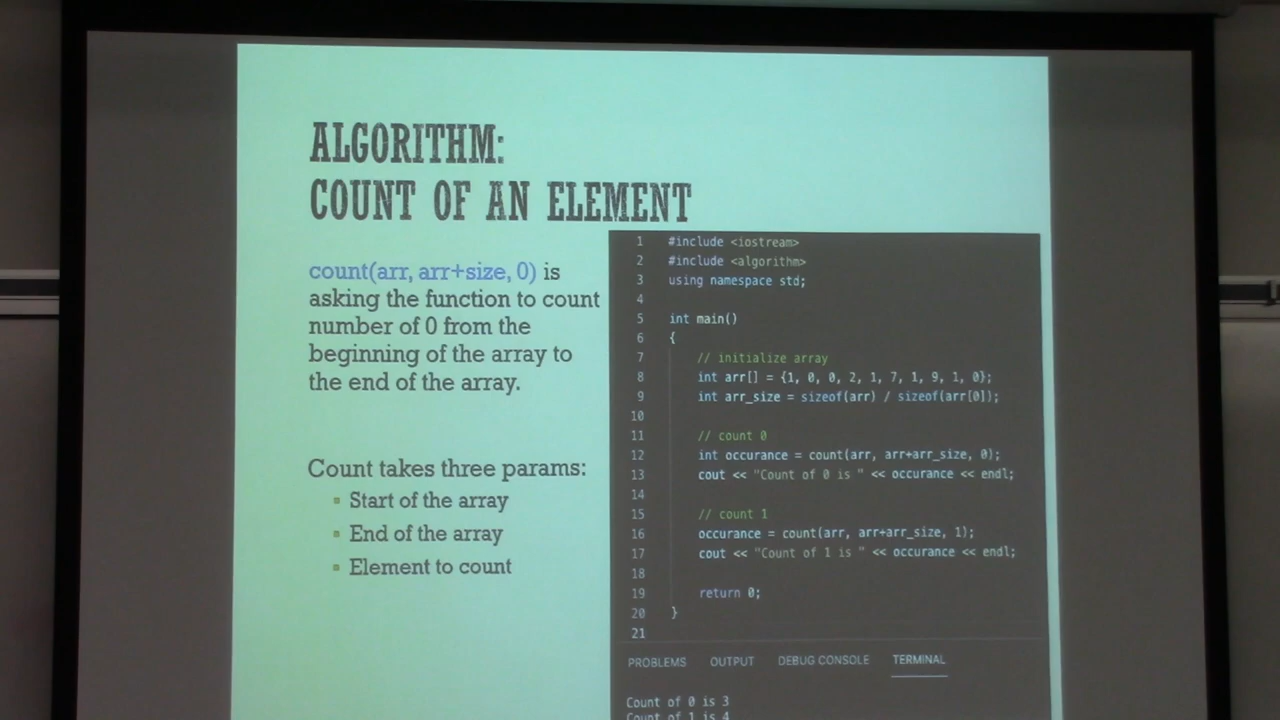 ALGORITHM:
COUNT OF AN ELEMENT
count(arr, arr+size, 0) is
asking the function to count
number of 0 from the
beginning of the array to
the end of the array.
Count takes three params:
▪ Start of the array
▪ End of the array
▪ Element to count
1 #include <iostream>
2 #include <algorithm>
3 using namespace std;
4
5 int main()
6 {
7 // initialize array
8 int arr[] = {1, 0, 0, 2, 1, 7, 1, 9, 1, 0};
9 int arr_size = sizeof(arr) / sizeof(arr[0]);
10
11 // count 0
12 int occurance = count(arr, arr+arr_size, 0);
13 cout << "Count of 0 is " << occurance << endl;
14
15 // count 1
16 occurance = count(arr, arr+arr_size, 1);
17 cout << "Count of 1 is " << occurance << endl;
18
19 return 0;
20 }
21
PROBLEMS OUTPUT DEBUG CONSOLE TERMINAL
Count of 0 is 3
Count of 1 is 4